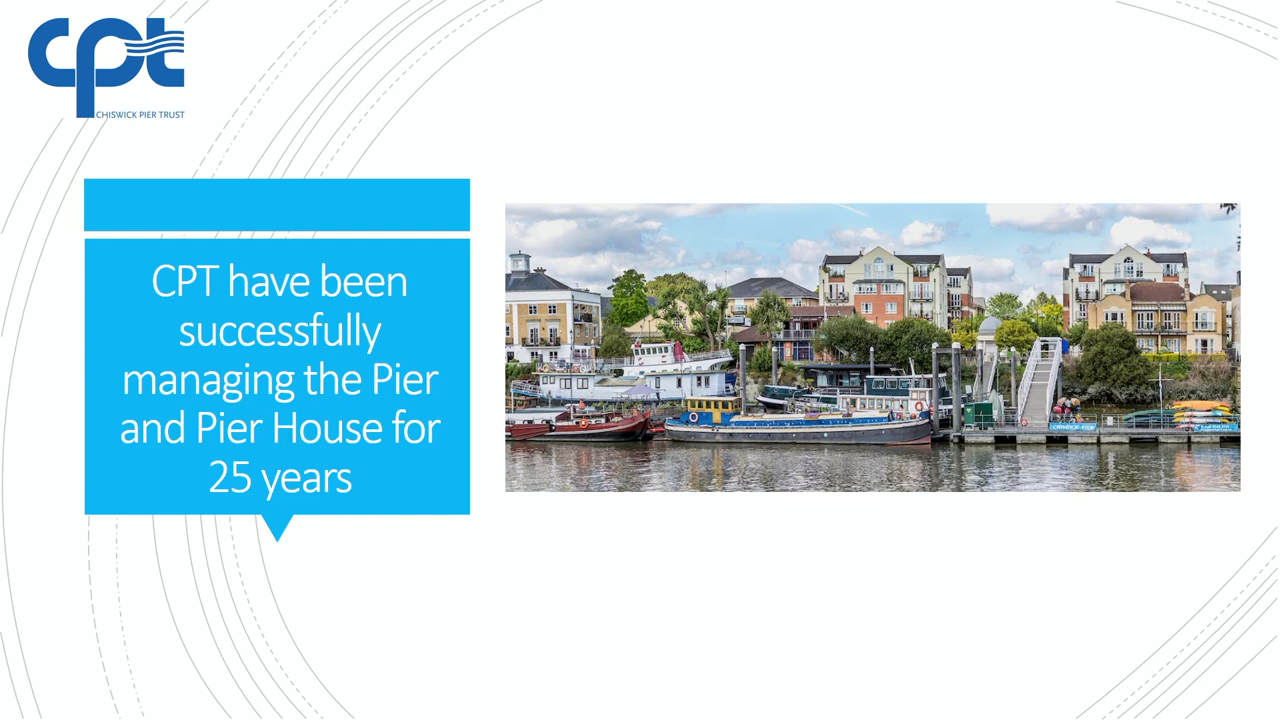 cpt
CHISWICK PIER TRUST
CPT have been
successfully
managing the Pier
and Pier House for
25 years
CHISWICK PIER